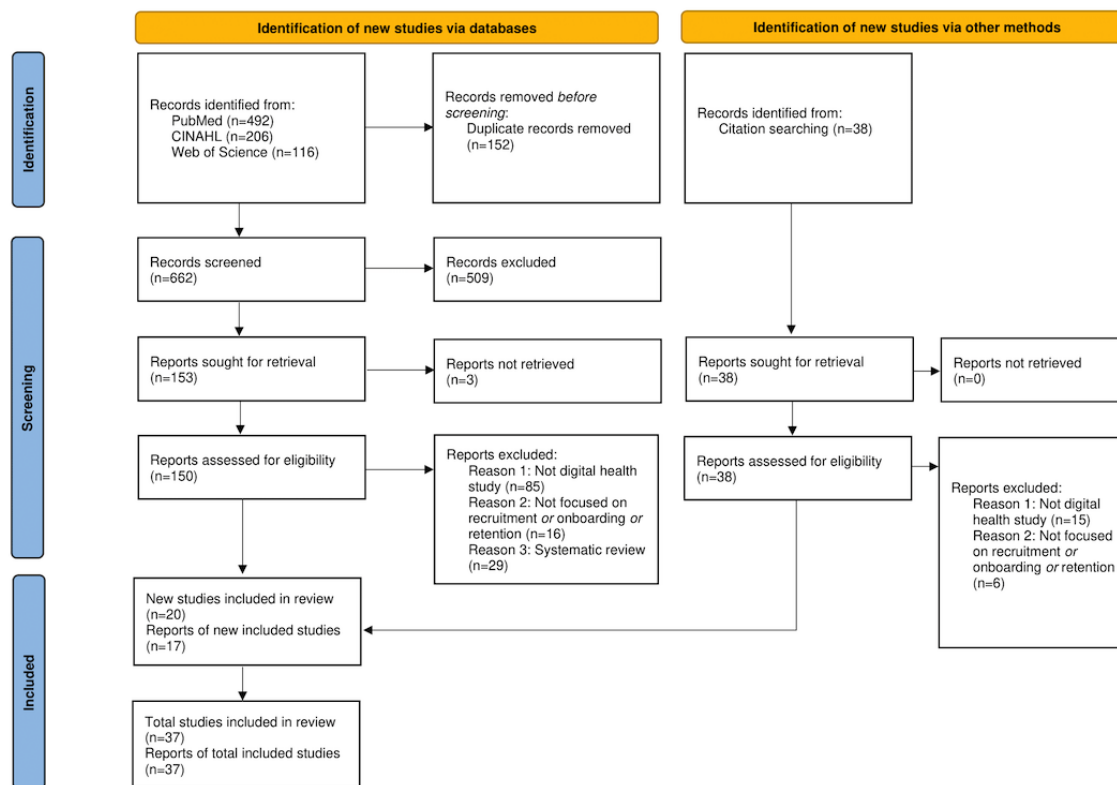 Identification of new studies via databases
Identification of new studies via other methods
Identification
Records identified from:
PubMed (n=492)
CINAHL (n=206)
Web of Science (n=116)
Records removed before
screening:
Duplicate records removed
(n=152)
Records identified from:
Citation searching (n=38)
Screening
Records screened
(n=662)
Records excluded
(n=509)
Reports sought for retrieval
(n=153)
Reports not retrieved
(n=3)
Reports sought for retrieval
(n=38)
Reports not retrieved
(n=0)
Reports assessed for eligibility
(n=150)
Reports excluded:
Reason 1: Not digital health
study (n=85)
Reason 2: Not focused on
recruitment or onboarding or
retention (n=16)
Reason 3: Systematic review
(n=29)
Reports assessed for eligibility
(n=38)
Reports excluded:
Reason 1: Not digital
health study (n=15)
Reason 2: Not focused
on recruitment or
onboarding or retention
(n=6)
Included
New studies included in review
(n=20)
Reports of new included studies
(n=17)
Total studies included in review
(n=37)
Reports of total included studies
(n=37)